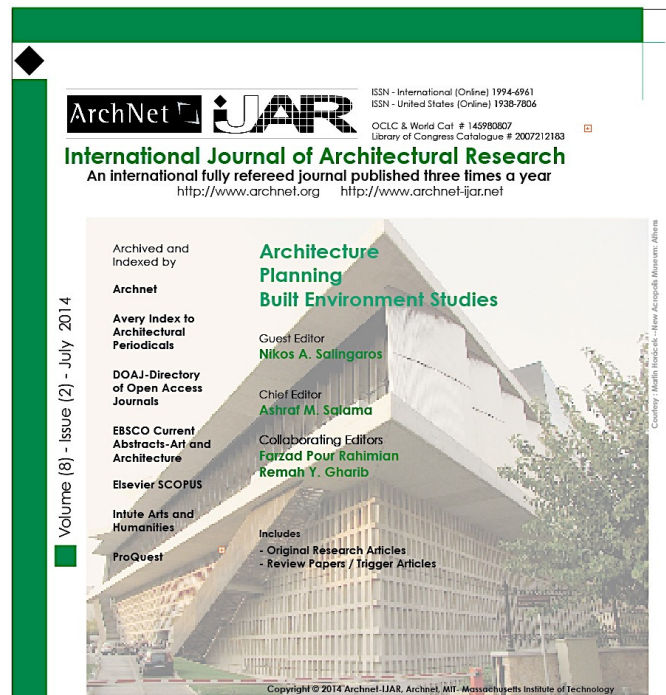 ArchNet
iJAR
ISSN - International (Online) 1994-6961
ISSN - United States (Online) 1938-7806
OCLC & World Cat # 145980807
Library of Congress Catalogue # 2007212183
International Journal of Architectural Research
An international fully refereed journal published three times a year
http://www.archnet.org http://www.archnet-ijar.net
Volume (8) - Issue (2) - July 2014
Archived and
Indexed by
Archnet
Avery Index to
Architectural
Periodicals
DOAJ-Directory
of Open Access
Journals
EBSCO Current
Abstracts-Art and
Architecture
Elsevier SCOPUS
Intute Arts and
Humanities
ProQuest
Architecture
Planning
Built Environment Studies
Guest Editor
Nikos A. Salingaros
Chief Editor
Ashraf M. Salama
Collaborating Editors
Farzad Pour Rahimian
Remah Y. Gharib
Includes
- Original Research Articles
- Review Papers / Trigger Articles
Courtesy : Martin Horácek --New Acropolis Museum: Athens
Copyright © 2014 Archnet-IJAR, Archnet, MIT- Massachusetts Institute of Technology